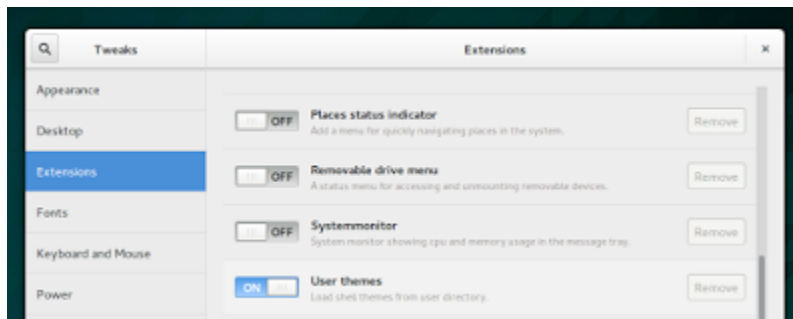 Tweaks
Extensions
×
Appearance
Desktop
Extensions
Fonts
Keyboard and Mouse
Power
OFF
Places status indicator
Add a menu for quickly navigating places in the system.
Remove
OFF
Removable drive menu
A status menu for accessing and unmounting removable devices.
Remove
OFF
Systemmonitor
System monitor showing cpu and memory usage in the message tray.
Remove
ON
User themes
Load shell themes from user directory.
Remove